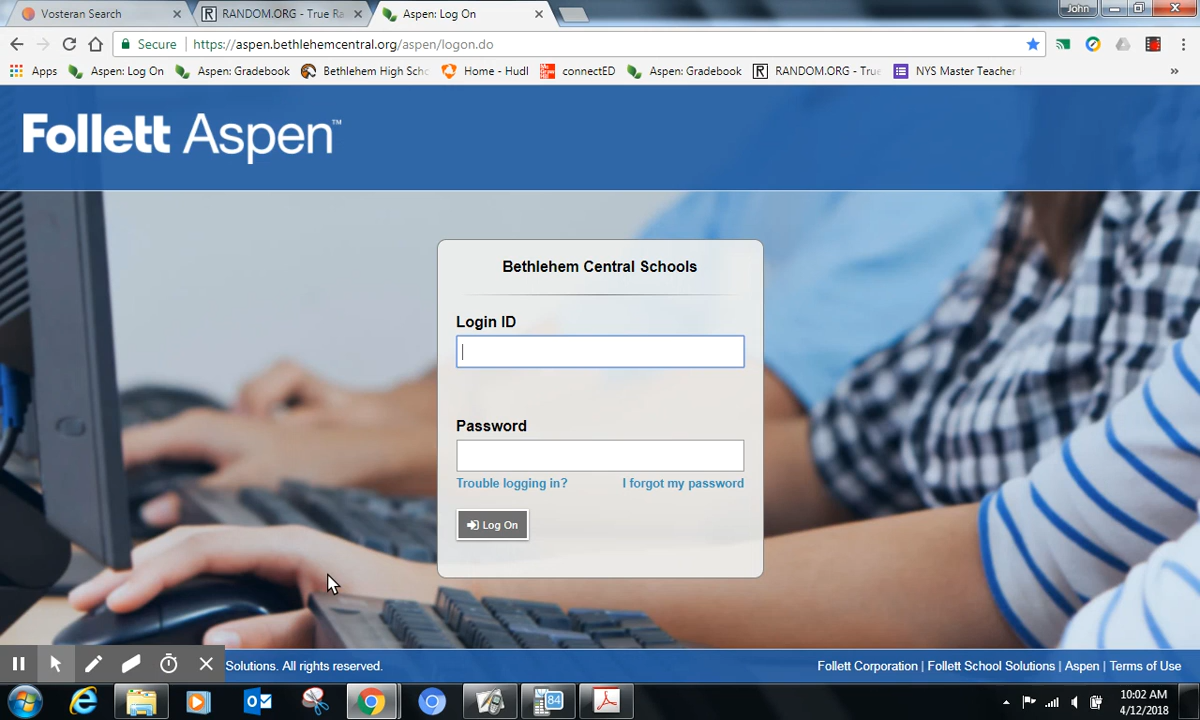 Vosteran Search
RANDOM.ORG - True Ra
Aspen: Log On
John
Secure
https://aspen.bethlehemcentral.org/aspen/logon.do
Apps
Aspen: Log On
Aspen: Gradebook
Bethlehem High Scho
Home - Hudl
connectED
Aspen: Gradebook
RANDOM.ORG - True
NYS Master Teacher
Follett Aspen™
Bethlehem Central Schools
Login ID
Password
Trouble logging in?
I forgot my password
Log On
Solutions. All rights reserved.
Follett Corporation | Follett School Solutions | Aspen | Terms of Use
84
10:02 AM
4/12/2018